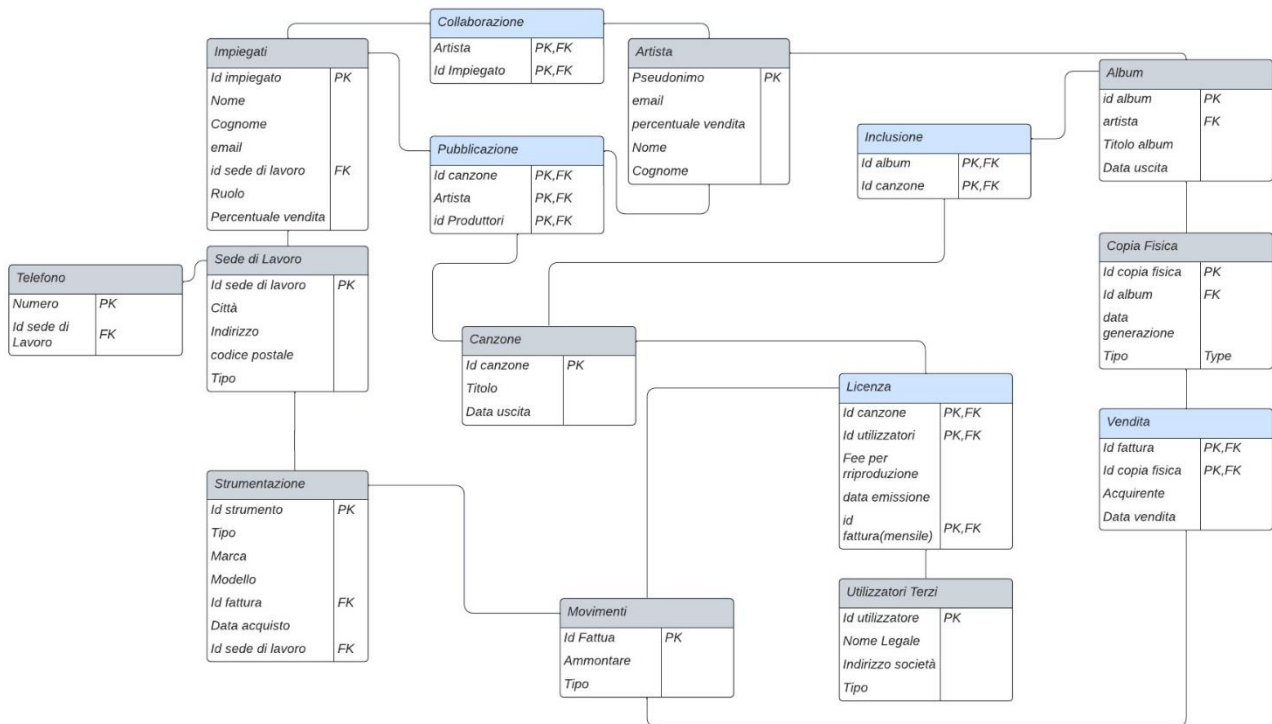 Collaborazione
Artista PK,FK
Id Impiegato PK,FK
Impiegati
Id impiegato PK
Nome
Cognome
email
id sede di lavoro FK
Ruolo
Percentuale vendita
Artista
Pseudonimo PK
email
percentuale vendita
Nome
Cognome
Album
id album PK
artista FK
Titolo album
Data uscita
Pubblicazione
Id canzone PK,FK
Artista PK,FK
id Produttori PK,FK
Inclusione
Id album PK,FK
Id canzone PK,FK
Telefono
Numero PK
Id sede di
Lavoro FK
Sede di Lavoro
Id sede di lavoro PK
Città
Indirizzo
codice postale
Tipo
Copia Fisica
Id copia fisica PK
Id album FK
data
generazione
Tipo Type
Canzone
Id canzone PK
Titolo
Data uscita
Licenza
Id canzone PK,FK
Id utilizzatori PK,FK
Fee per
rriproduzione
data emissione
id
fattura(mensile) PK,FK
Vendita
Id fattura PK,FK
Id copia fisica PK,FK
Acquirente
Data vendita
Strumentazione
Id strumento PK
Tipo
Marca
Modello
Id fattura FK
Data acquisto
Id sede di lavoro FK
Movimenti
Id Fattua PK
Ammontare
Tipo
Utilizzatori Terzi
Id utilizzatore PK
Nome Legale
Indirizzo società
Tipo